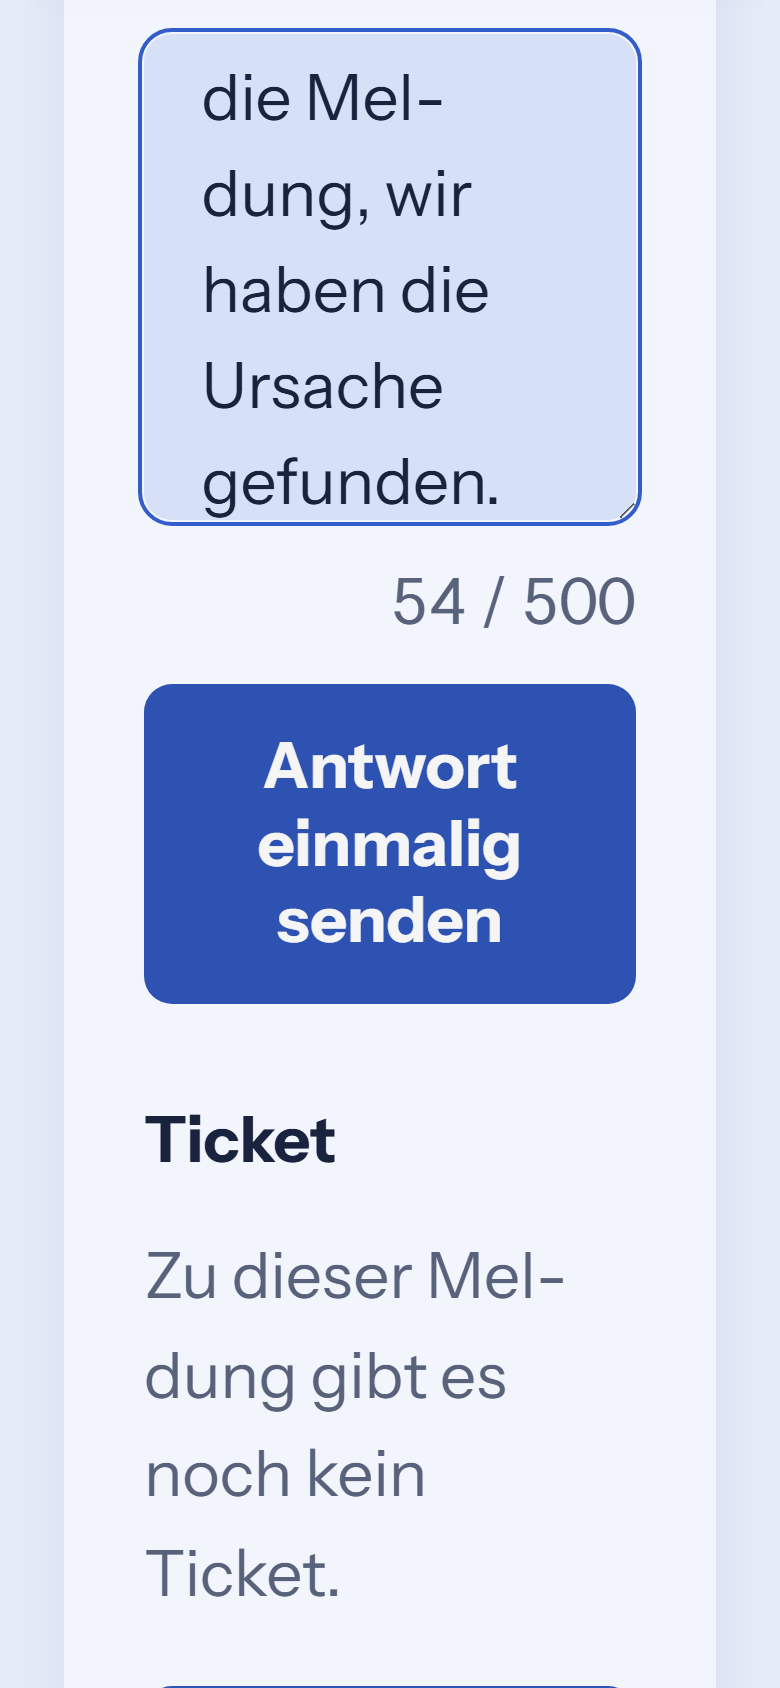 die Mel-
dung, wir
haben die
Ursache
gefunden.
54 / 500
Antwort
einmalig
senden
Ticket
Zu dieser Mel-
dung gibt es
noch kein
Ticket.